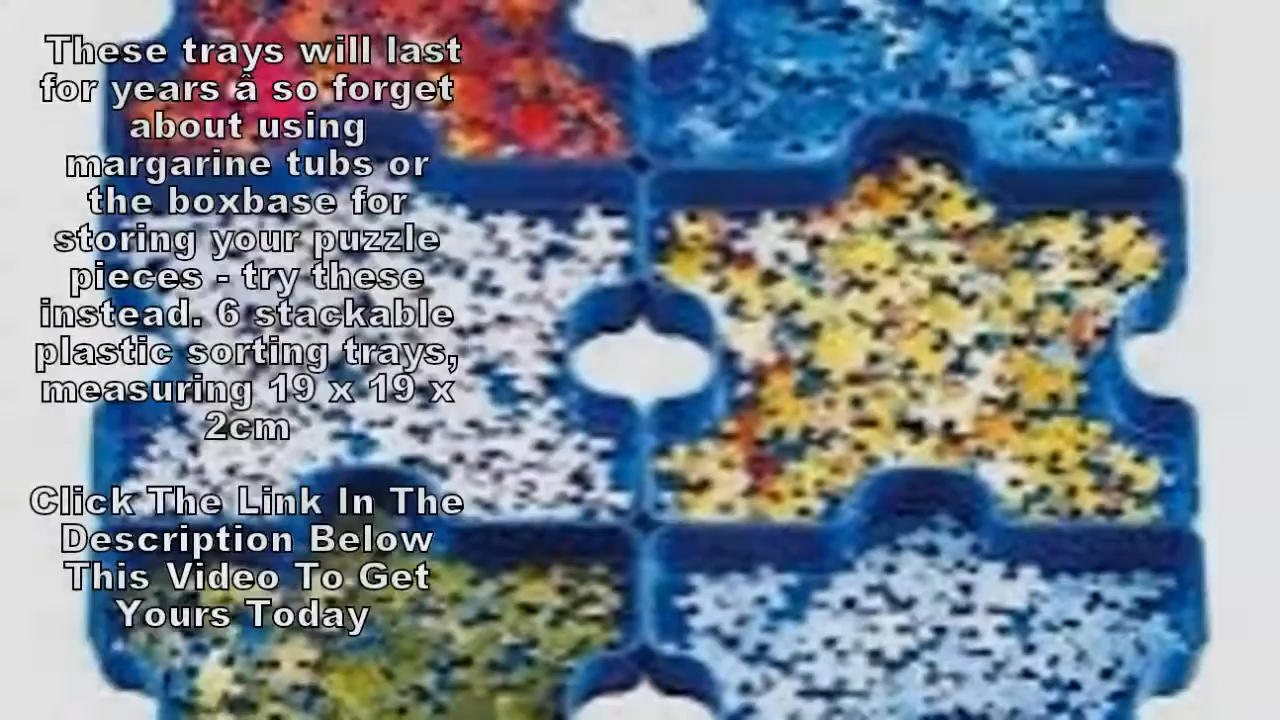 These trays will last
for years â so forget
about using
margarine tubs or
the boxbase for
storing your puzzle
pieces - try these
instead. 6 stackable
plastic sorting trays,
measuring 19 x 19 x
2cm
Click The Link In The
Description Below
This Video To Get
Yours Today